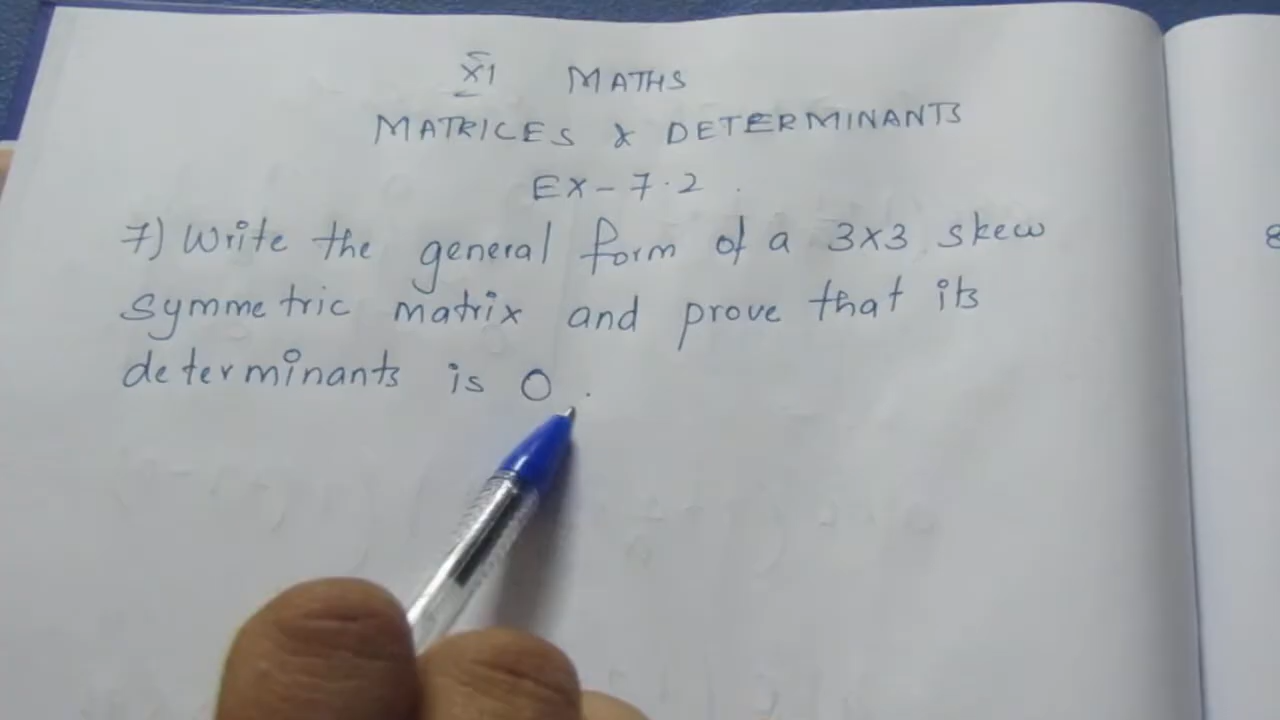 XI MATHS
MATRICES & DETERMINANTS
EX-7.2.
7) Write the general form of a 3x3 skew
symmetric matrix and prove that its
determinants is 0.
8